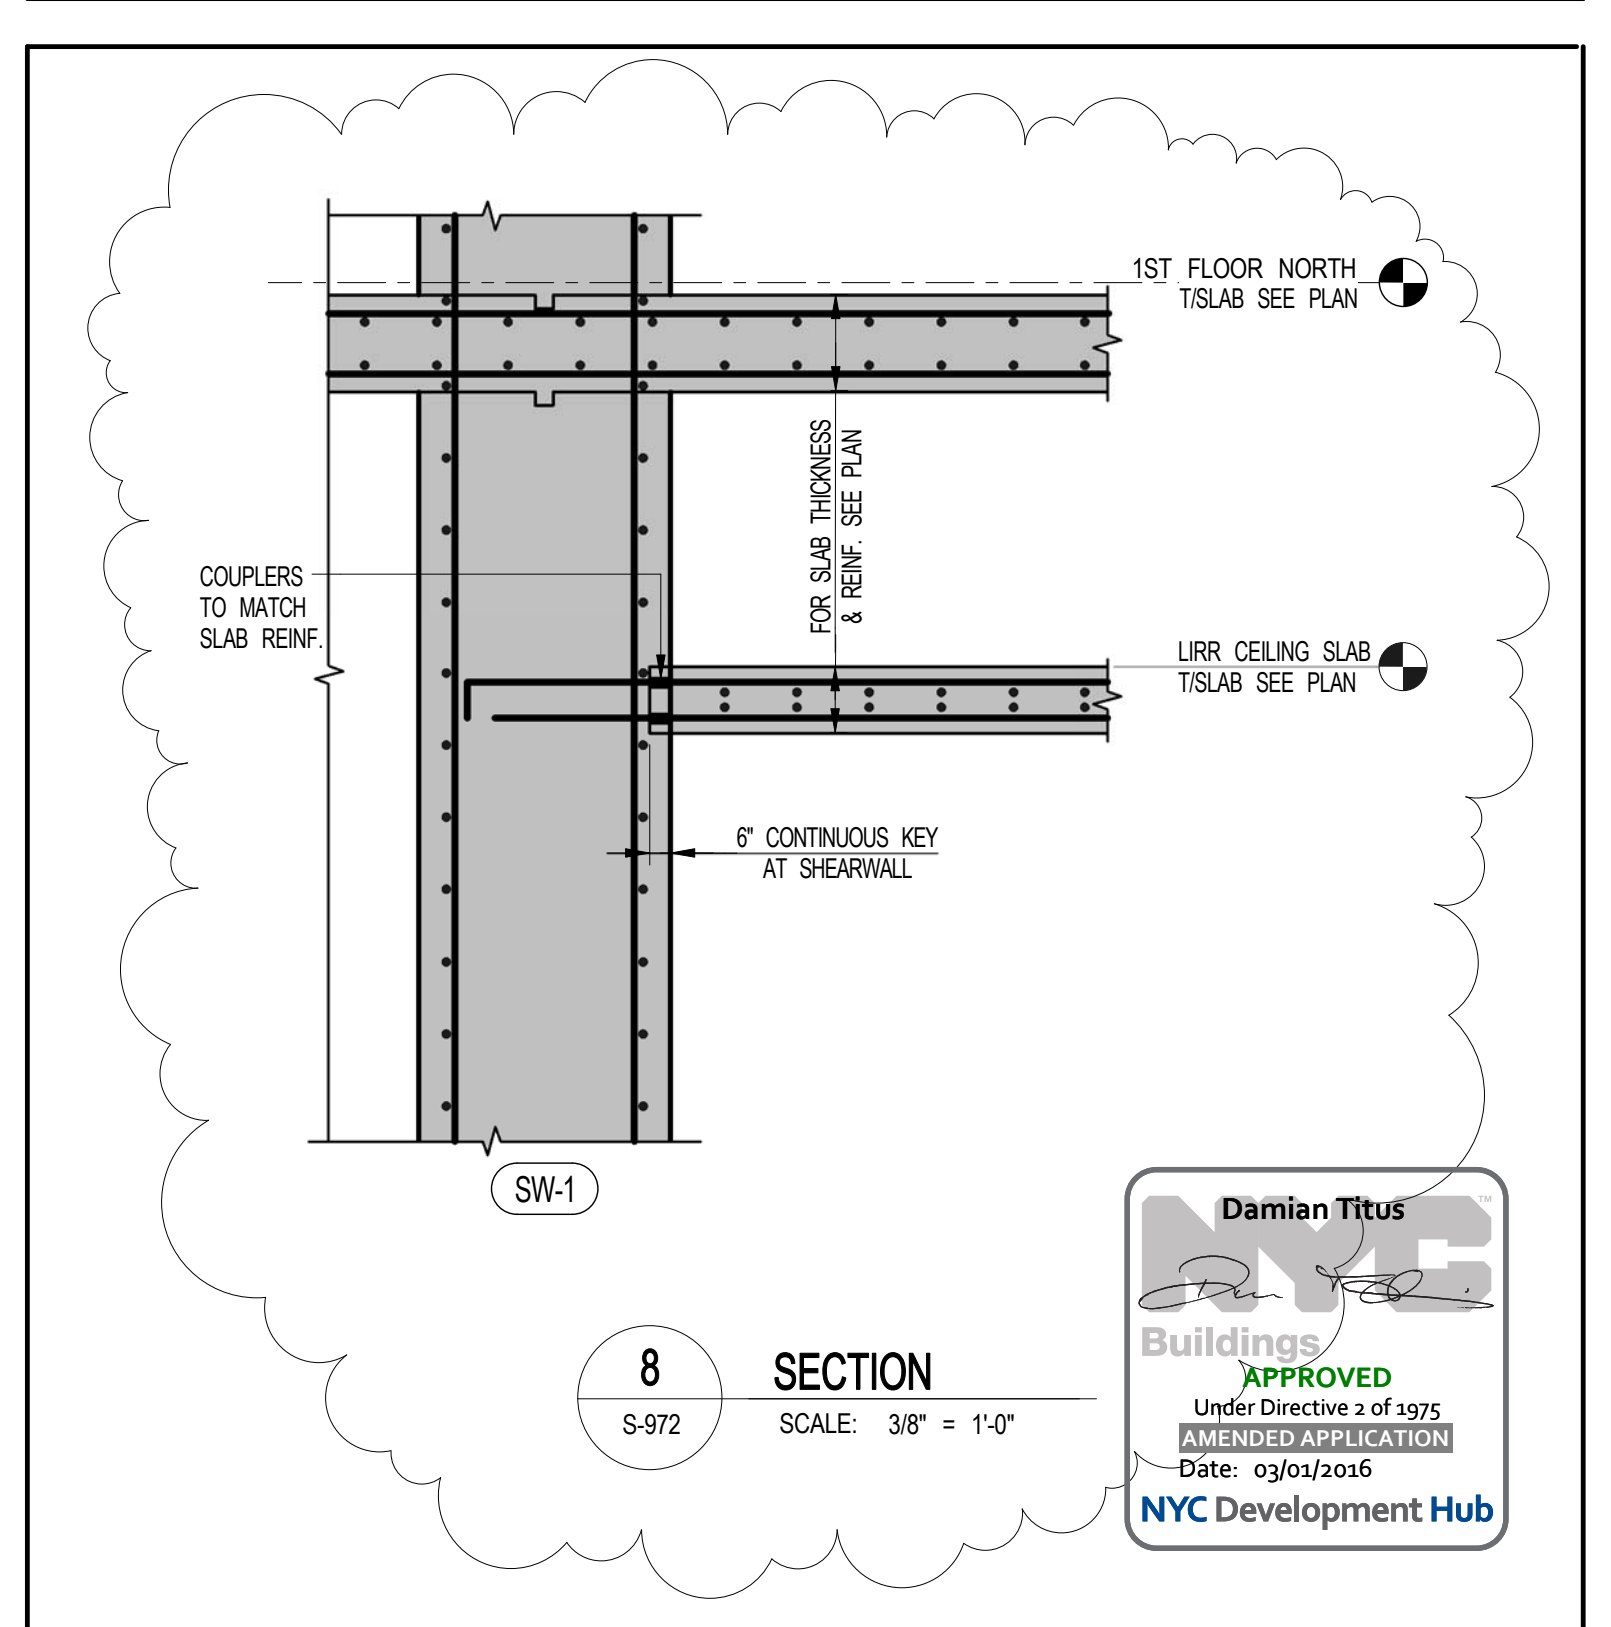 1ST FLOOR NORTH
T/SLAB SEE PLAN
FOR SLAB THICKNESS
& REINF. SEE PLAN
COUPLERS
TO MATCH
SLAB REINF.
LIRR CEILING SLAB
T/SLAB SEE PLAN
6" CONTINUOUS KEY
AT SHEARWALL
SW-1
8
S-972
SECTION
SCALE: 3/8" = 1'-0"
NYC TM
Damian Titus
Buildings
APPROVED
Under Directive 2 of 1975
AMENDED APPLICATION
Date: 03/01/2016
NYC Development Hub